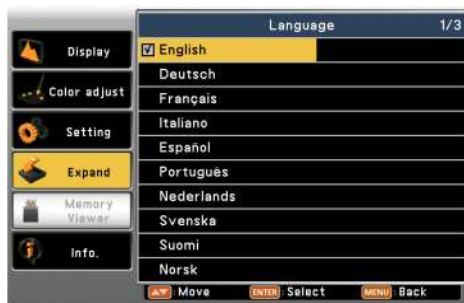 Language 1/3
Display
Color adjust
Setting
Expand
Memory
Viewer
Info.
English
Deutsch
Français
Italiano
Español
Português
Nederlands
Svenska
Suomi
Norsk
▲▼ :Move ENTER :Select MENU :Back